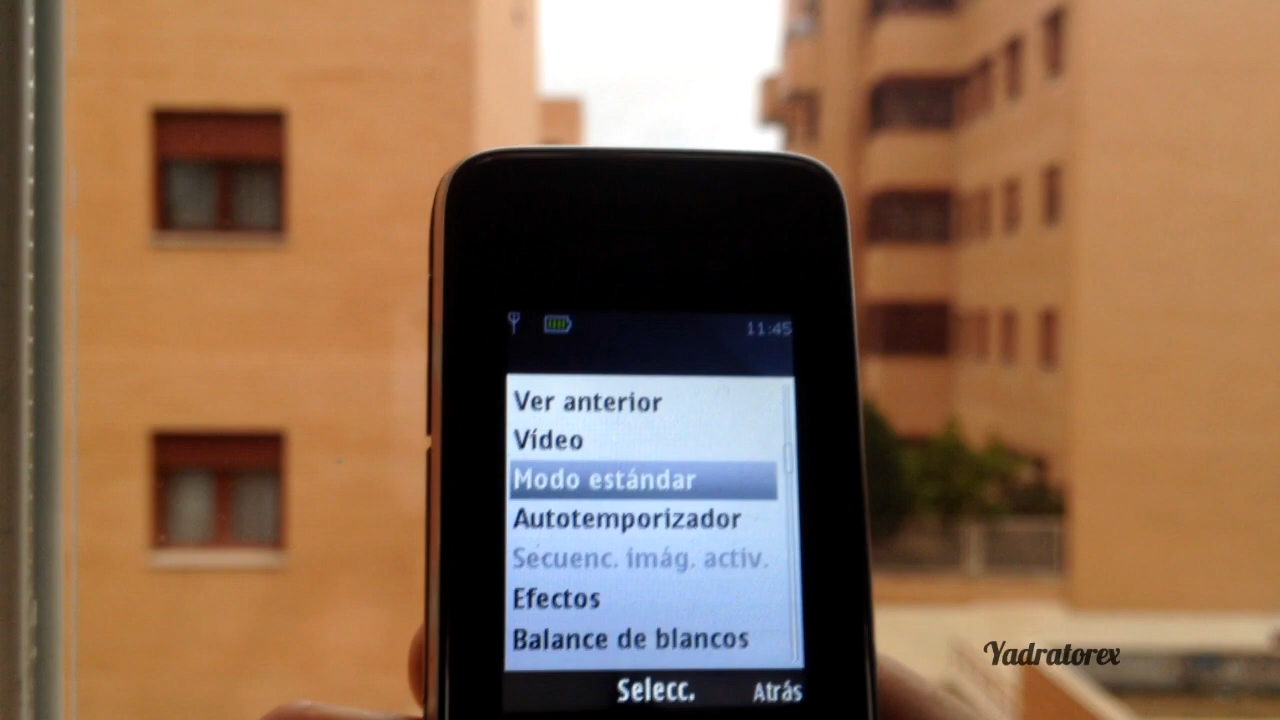 11:45
Ver anterior
Vídeo
Modo estándar
Autotemporizador
Secuenc. imág. activ.
Efectos
Balance de blancos
Selecc. Atrás
Yadratorex